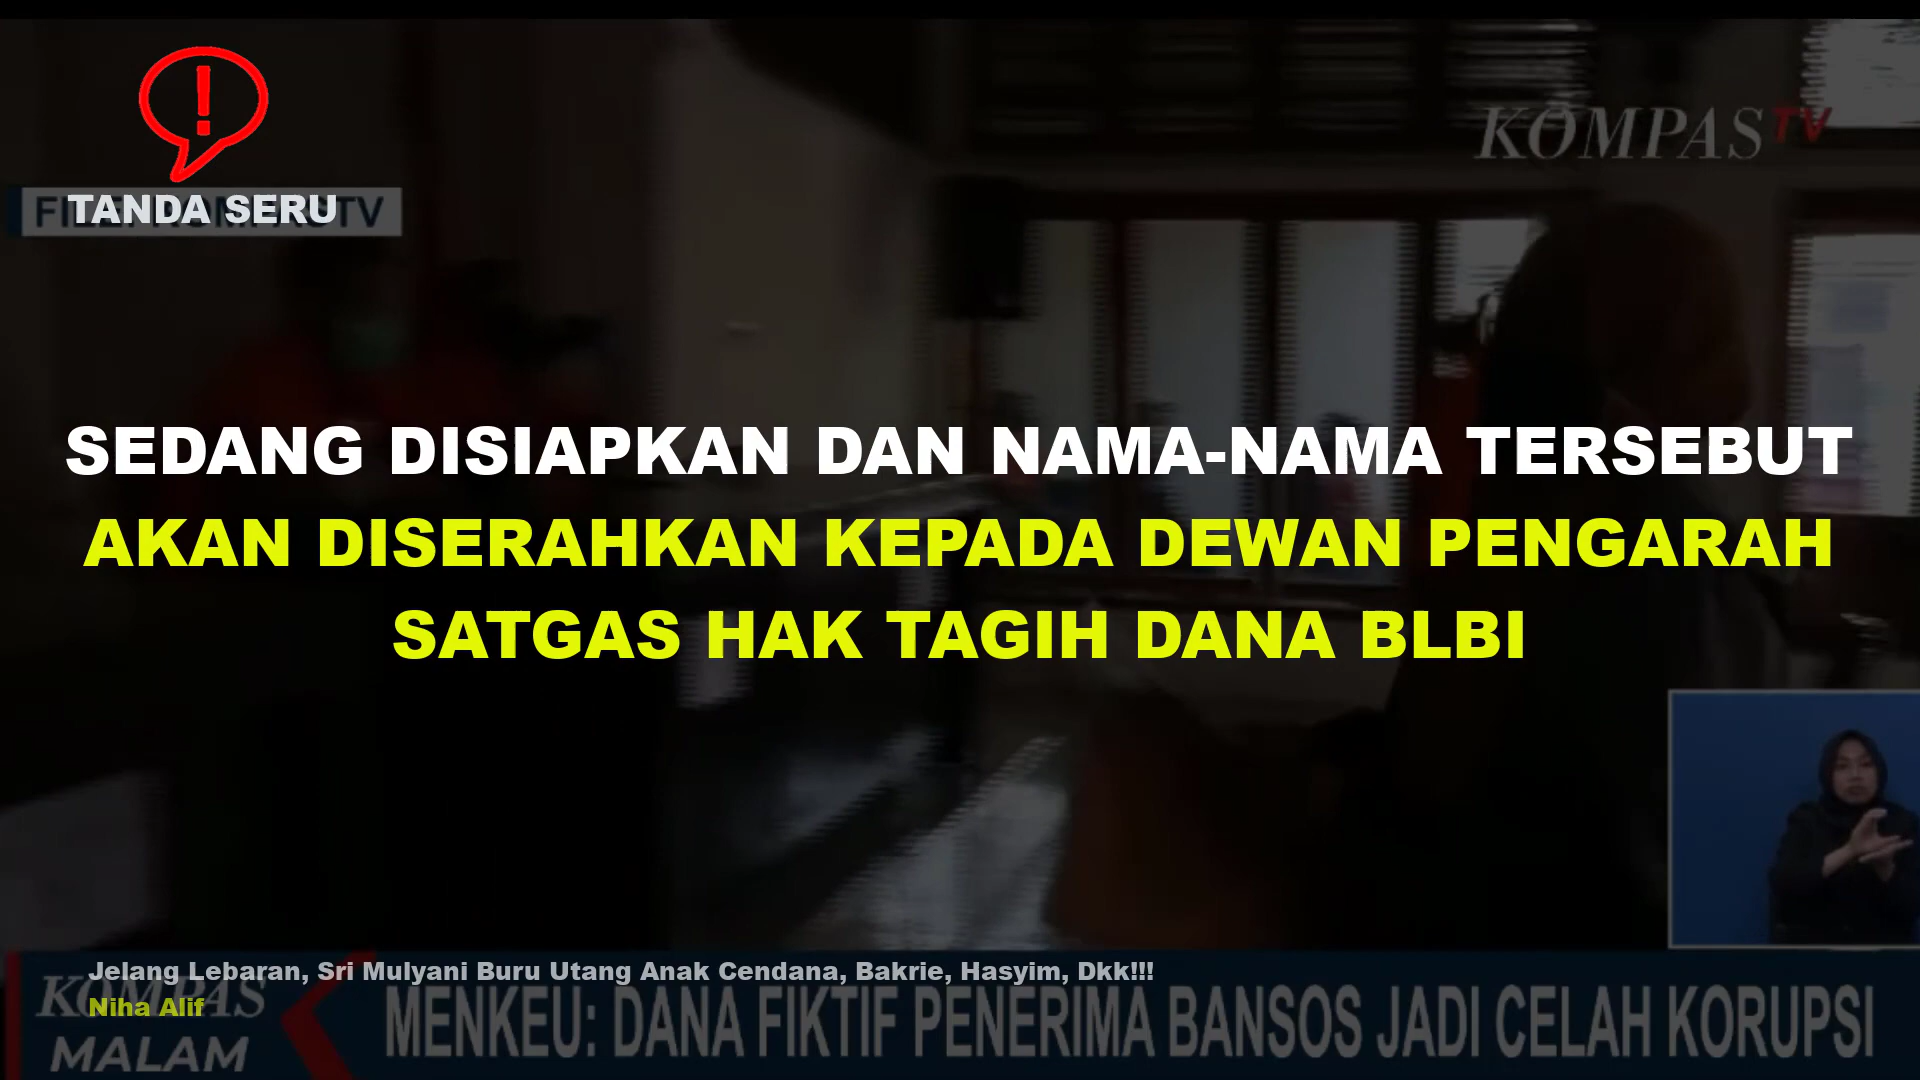 KOMPAS TV
TANDA SERU
SEDANG DISIAPKAN DAN NAMA-NAMA TERSEBUT
AKAN DISERAHKAN KEPADA DEWAN PENGARAH
SATGAS HAK TAGIH DANA BLBI
Jelang Lebaran, Sri Mulyani Buru Utang Anak Cendana, Bakrie, Hasyim, Dkk!!!
Niha Alif
KOMPAS
MALAM
MENKEU: DANA FIKTIF PENERIMA BANSOS JADI CELAH KORUPSI